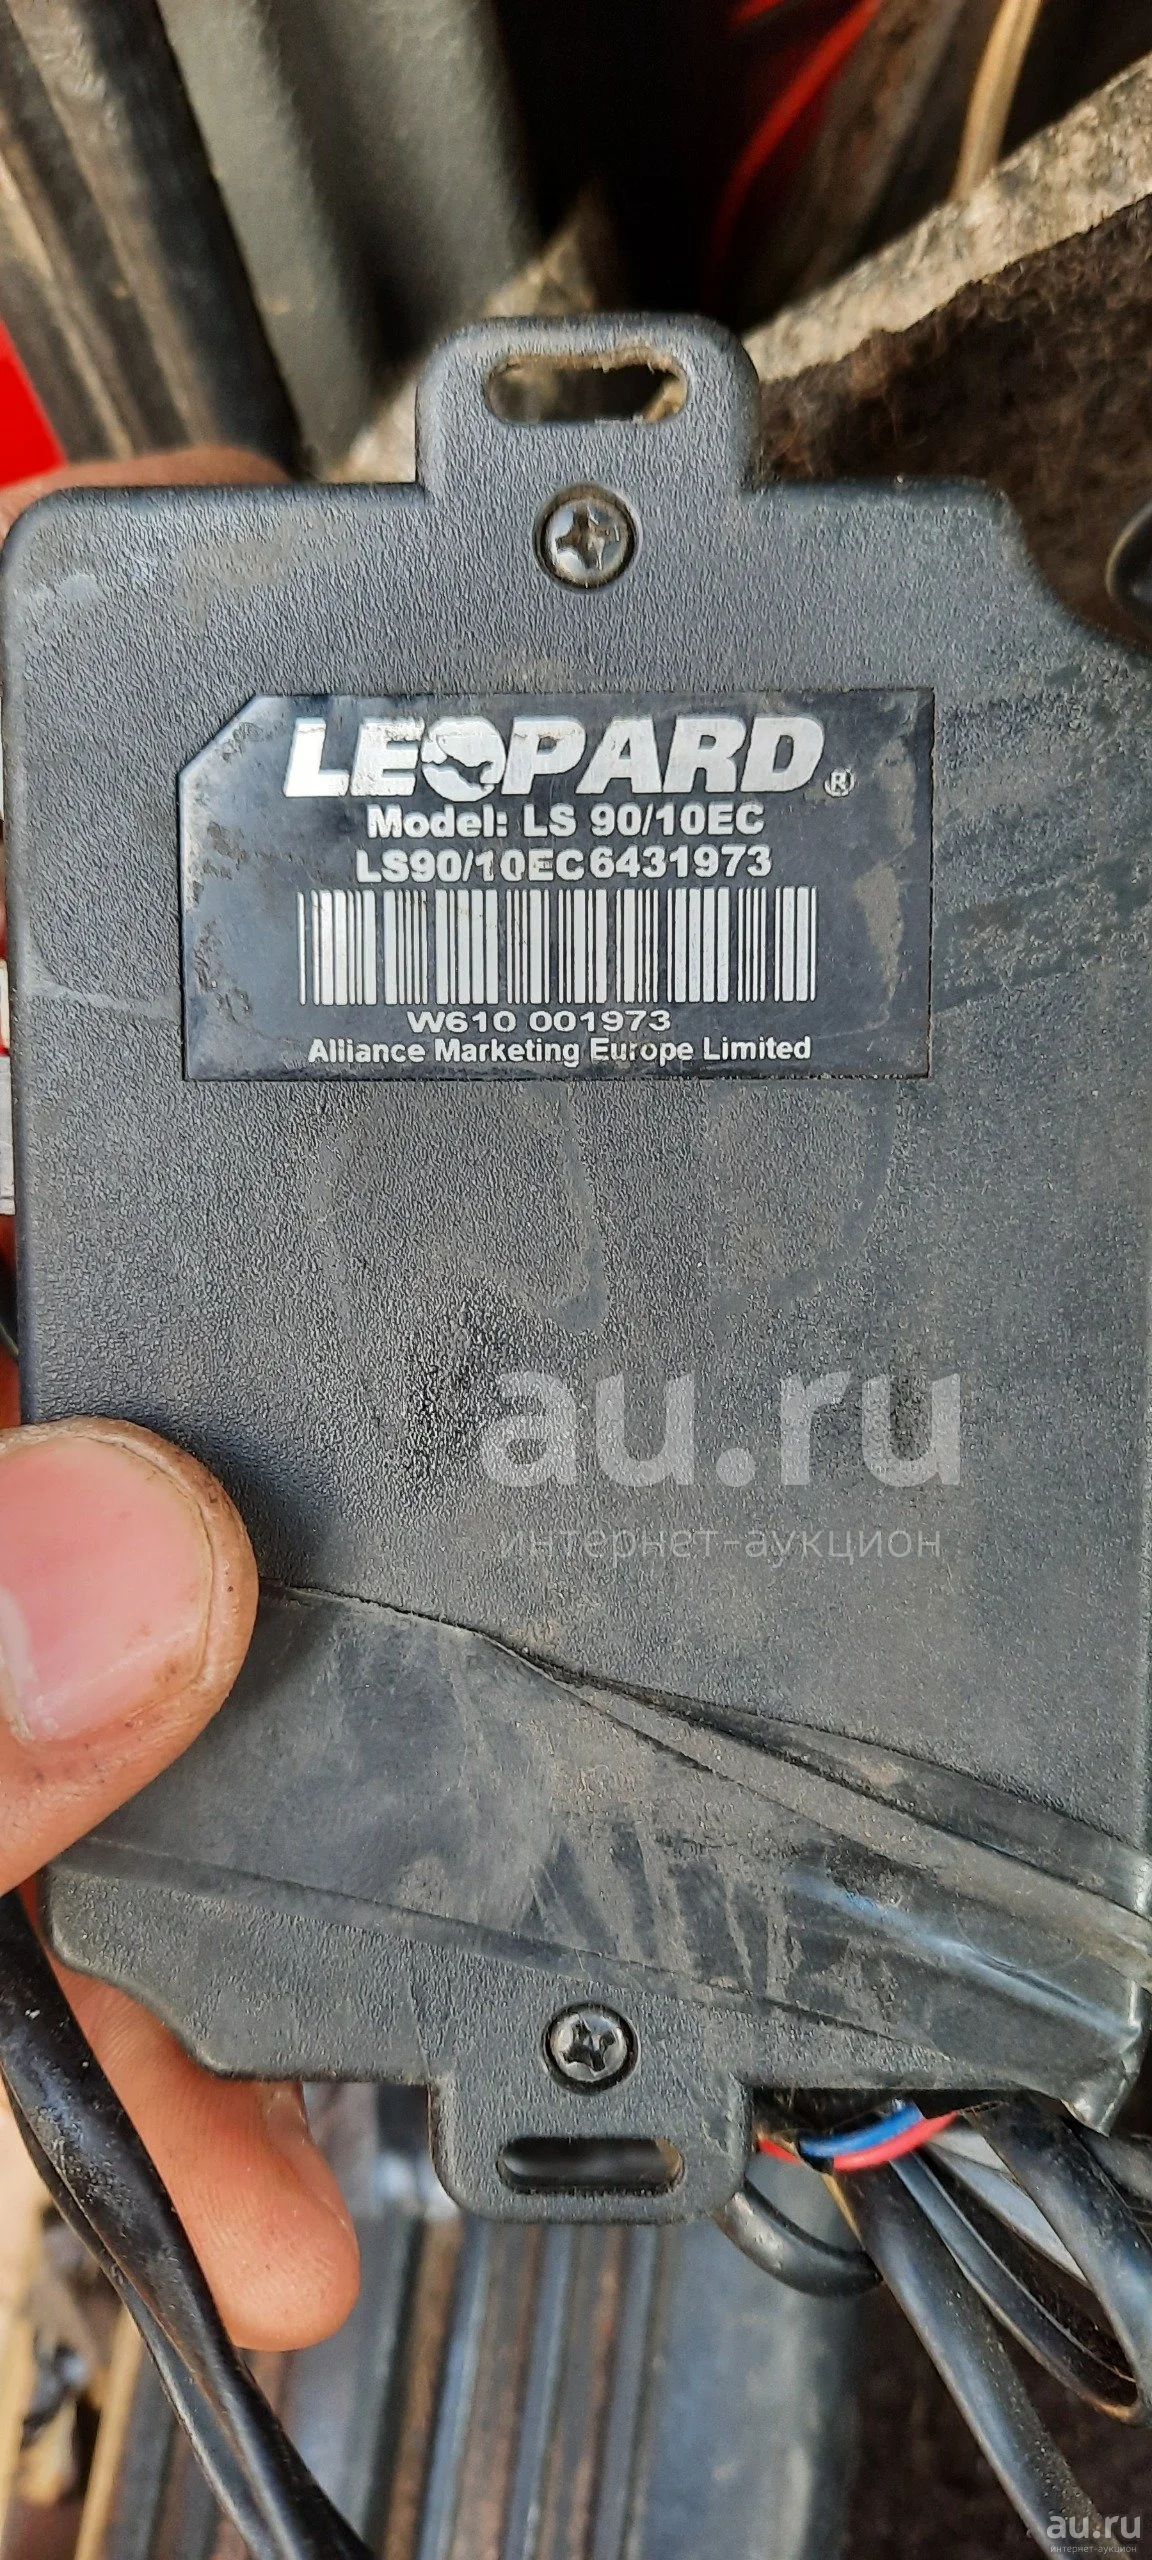 LEOPARD®
Model: LS 90/10EC
LS90/10EC6431973
W610 001973
Alliance Marketing Europe Limited
au.ru
интернет-аукцион
au.ru
интернет-аукцион